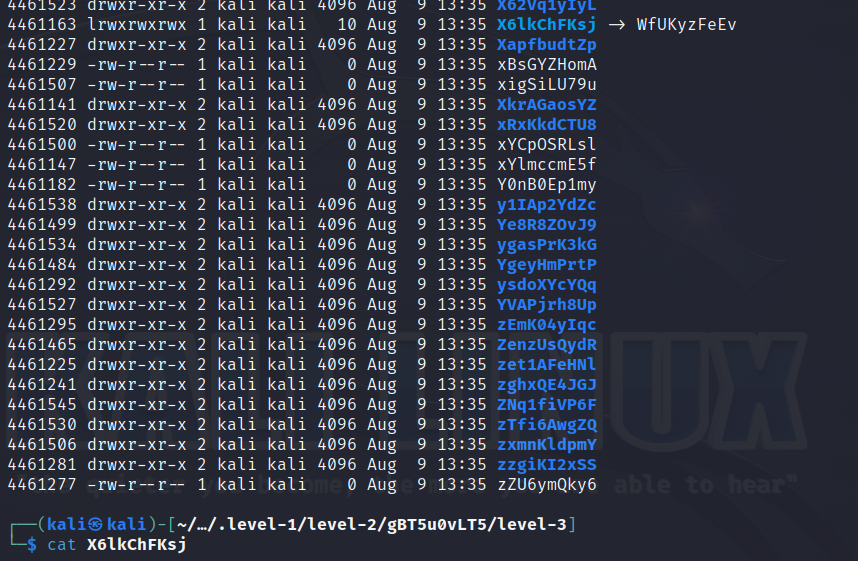 4461523 drwxr-xr-x 2 kali kali 4096 Aug  9 13:35 X62Vq1yIyL
4461163 lrwxrwxrwx 1 kali kali   10 Aug  9 13:35 X6lkChFKsj -> WfUKyzFeEv
4461227 drwxr-xr-x 2 kali kali 4096 Aug  9 13:35 XapfbudtZp
4461229 -rw-r--r-- 1 kali kali    0 Aug  9 13:35 xBsGYZHomA
4461507 -rw-r--r-- 1 kali kali    0 Aug  9 13:35 xigSiLU79u
4461141 drwxr-xr-x 2 kali kali 4096 Aug  9 13:35 XkrAGaosYZ
4461520 drwxr-xr-x 2 kali kali 4096 Aug  9 13:35 xRxKkdCTU8
4461500 -rw-r--r-- 1 kali kali    0 Aug  9 13:35 xYCpOSRLsl
4461147 -rw-r--r-- 1 kali kali    0 Aug  9 13:35 xYlmccmE5f
4461182 -rw-r--r-- 1 kali kali    0 Aug  9 13:35 Y0nB0Ep1my
4461538 drwxr-xr-x 2 kali kali 4096 Aug  9 13:35 y1IAp2YdZc
4461499 drwxr-xr-x 2 kali kali 4096 Aug  9 13:35 Ye8R8ZOvJ9
4461534 drwxr-xr-x 2 kali kali 4096 Aug  9 13:35 ygasPrK3kG
4461484 drwxr-xr-x 2 kali kali 4096 Aug  9 13:35 YgeyHmPrtP
4461292 drwxr-xr-x 2 kali kali 4096 Aug  9 13:35 ysdoXYcYQq
4461527 drwxr-xr-x 2 kali kali 4096 Aug  9 13:35 YVAPjrh8Up
4461295 drwxr-xr-x 2 kali kali 4096 Aug  9 13:35 zEmK04yIqc
4461465 drwxr-xr-x 2 kali kali 4096 Aug  9 13:35 ZenzUsQydR
4461225 drwxr-xr-x 2 kali kali 4096 Aug  9 13:35 zet1AFeHNl
4461241 drwxr-xr-x 2 kali kali 4096 Aug  9 13:35 zghxQE4JGJ
4461545 drwxr-xr-x 2 kali kali 4096 Aug  9 13:35 ZNq1fiVP6F
4461530 drwxr-xr-x 2 kali kali 4096 Aug  9 13:35 zTfi6AwgZQ
4461506 drwxr-xr-x 2 kali kali 4096 Aug  9 13:35 zxmnKldpmY
4461281 drwxr-xr-x 2 kali kali 4096 Aug  9 13:35 zzgiKI2xSS
4461277 -rw-r--r-- 1 kali kali    0 Aug  9 13:35 zZU6ymQky6
┌──(kali㉿kali)-[~/…/.level-1/level-2/gBT5u0vLT5/level-3]
└─$ cat X6lkChFKsj